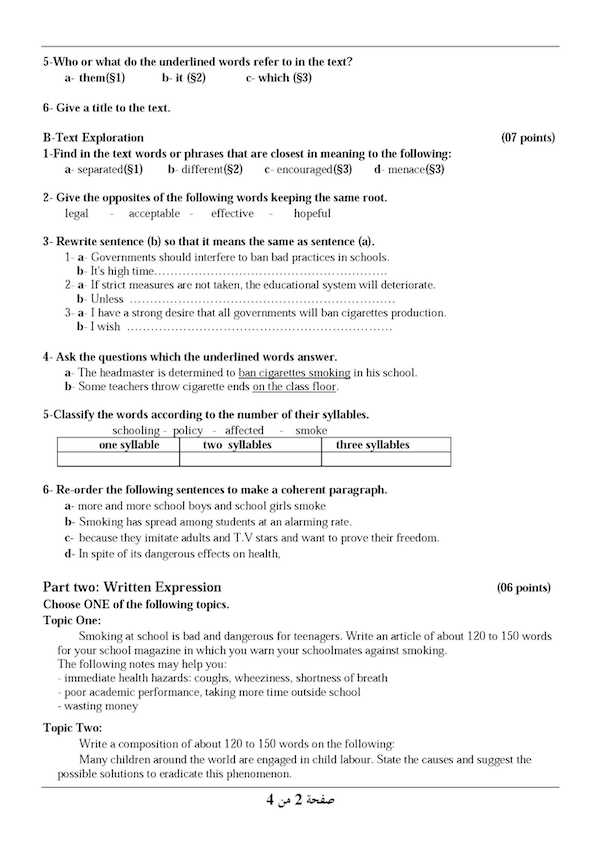 5-Who or what do the underlined words refer to in the text?
a- them(§1) b- it (§2) c- which (§3)
6- Give a title to the text.
B-Text Exploration (07 points)
1-Find in the text words or phrases that are closest in meaning to the following:
a- separated(§1) b- different(§2) c- encouraged(§3) d- menace(§3)
2- Give the opposites of the following words keeping the same root.
legal - acceptable - effective - hopeful
3- Rewrite sentence (b) so that it means the same as sentence (a).
1- a- Governments should interfere to ban bad practices in schools.
b- It's high time………………………………………………….
2- a- If strict measures are not taken, the educational system will deteriorate.
b- Unless …………………………………………………………
3- a- I have a strong desire that all governments will ban cigarettes production.
b- I wish …………………………………………………………
4- Ask the questions which the underlined words answer.
a- The headmaster is determined to ban cigarettes smoking in his school.
b- Some teachers throw cigarette ends on the class floor.
5-Classify the words according to the number of their syllables.
schooling - policy - affected - smoke
one syllable two syllables three syllables
6- Re-order the following sentences to make a coherent paragraph.
a- more and more school boys and school girls smoke
b- Smoking has spread among students at an alarming rate.
c- because they imitate adults and T.V stars and want to prove their freedom.
d- In spite of its dangerous effects on health,
Part two: Written Expression (06 points)
Choose ONE of the following topics.
Topic One:
Smoking at school is bad and dangerous for teenagers. Write an article of about 120 to 150 words
for your school magazine in which you warn your schoolmates against smoking.
The following notes may help you:
- immediate health hazards: coughs, wheeziness, shortness of breath
- poor academic performance, taking more time outside school
- wasting money
Topic Two:
Write a composition of about 120 to 150 words on the following:
Many children around the world are engaged in child labour. State the causes and suggest the
possible solutions to eradicate this phenomenon.
صفحة 2 من 4